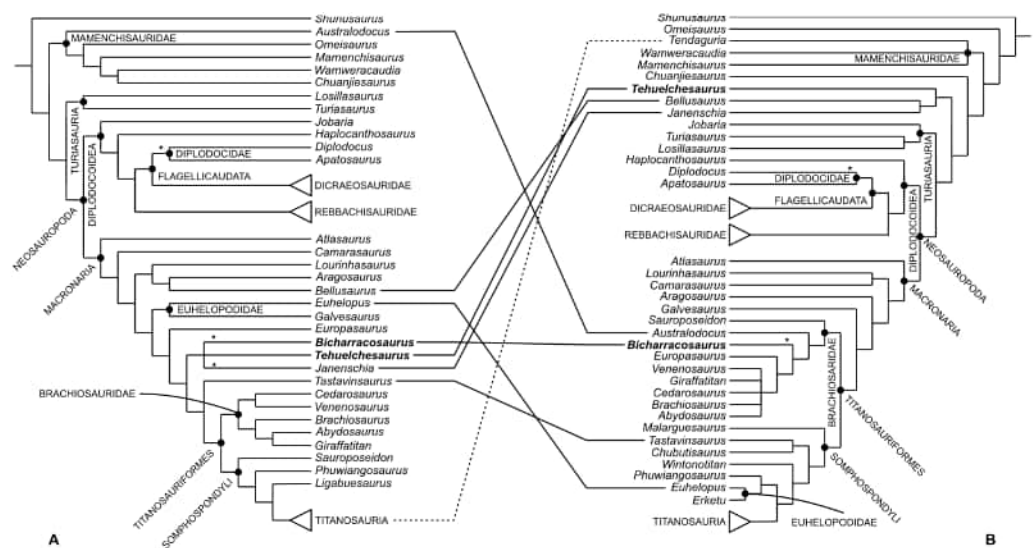 Shunosaurus
Australodocus
MAMENCHISAURIDAE
Omeisaurus
Mamenchisaurus
Wamweracaudia
Chuanjiesaurus
Losillasaurus
Turiasaurus
TURIASAURIA
Jobaria
Haplocanthosaurus
DIPLODOCOIDEA
* Diplodocus
DIPLODOCIDAE
Apatosaurus
FLAGELLICAUDATA
DICRAEOSAURIDAE
REBBACHISAURIDAE
NEOSAUROPODA
MACRONARIA
Atlasaurus
Camarasaurus
Lourinhasaurus
Aragosaurus
Bellusaurus
Euhelopus
EUHELOPODIDAE
Galvesaurus
Europasaurus
* Bicharracosaurus
Tehuelchesaurus
* Janenschia
Tastavinsaurus
BRACHIOSAURIDAE
Cedarosaurus
Venenosaurus
Brachiosaurus
Abydosaurus
Giraffatitan
TITANOSAURIFORMES
SOMPHOSPONDYLI
Sauroposeidon
Phuwiangosaurus
Ligabuesaurus
TITANOSAURIA
A
Shunosaurus
Omeisaurus
Tendaguria
Wamweracaudia
MAMENCHISAURIDAE
Mamenchisaurus
Chuanjiesaurus
Tehuelchesaurus
Bellusaurus
Janenschia
Jobaria
Turiasaurus
Losillasaurus
TURIASAURIA
Haplocanthosaurus
Diplodocus *
DIPLODOCIDAE
Apatosaurus
FLAGELLICAUDATA
DICRAEOSAURIDAE
REBBACHISAURIDAE
DIPLODOCOIDEA
NEOSAUROPODA
Atlasaurus
Lourinhasaurus
Camarasaurus
MACRONARIA
Aragosaurus
Galvesaurus
Sauroposeidon
Australodocus
Bicharracosaurus *
Europasaurus
Venenosaurus
Giraffatitan
Cedarosaurus
Brachiosaurus
Abydosaurus
BRACHIOSARIDAE
TITANOSAURIFORMES
Malarguesaurus
Tastavinsaurus
Chubutisaurus
SOMPHOSPONDYLI
Wintonotitan
Phuwiangosaurus
Euhelopus
Erketu
EUHELOPODIDAE
TITANOSAURIA
B